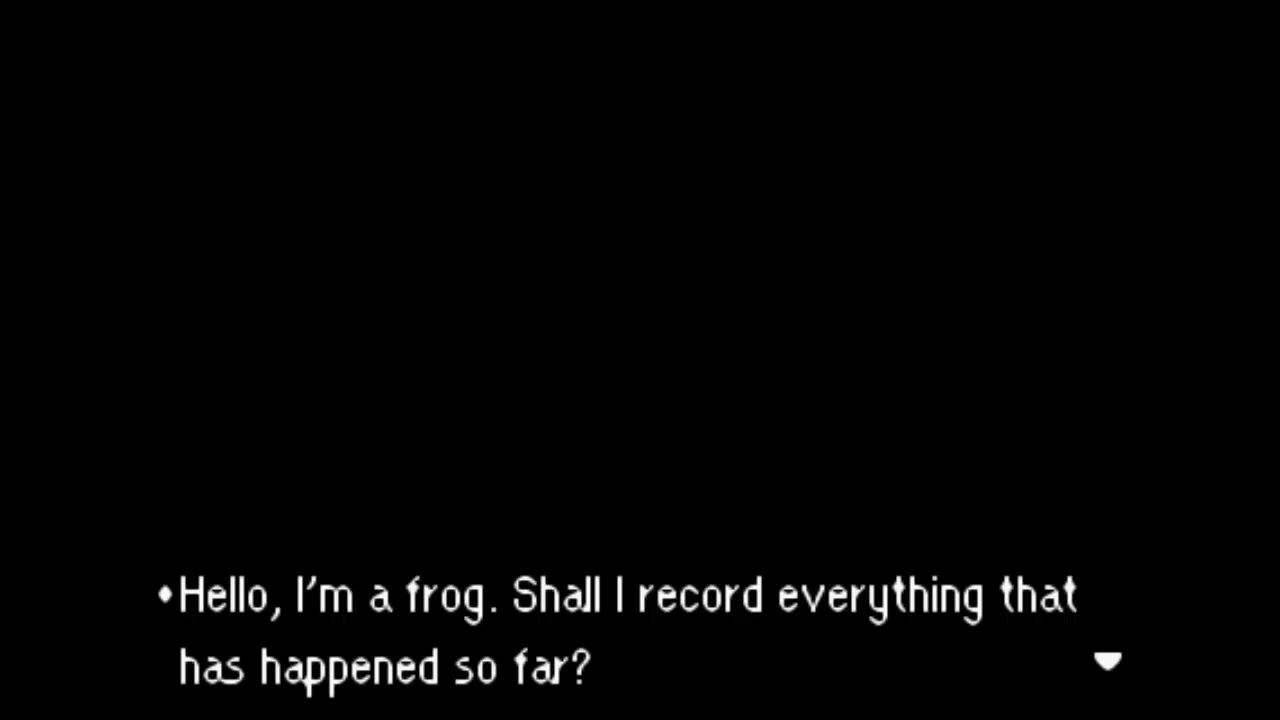 •Hello, I'm a frog. Shall I record everything that
has happened so far?